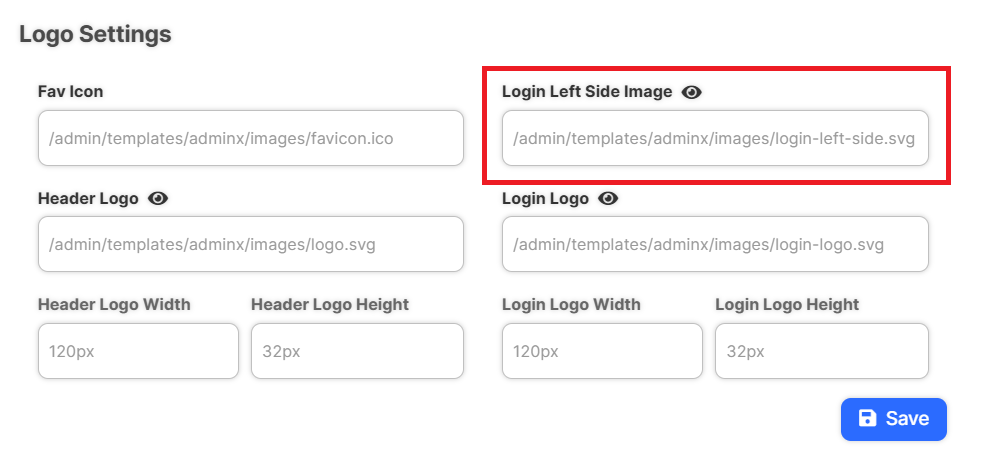 Logo Settings
Fav Icon
/admin/templates/adminx/images/favicon.ico
Login Left Side Image
/admin/templates/adminx/images/login-left-side.svg
Header Logo
/admin/templates/adminx/images/logo.svg
Login Logo
/admin/templates/adminx/images/login-logo.svg
Header Logo Width
120px
Header Logo Height
32px
Login Logo Width
120px
Login Logo Height
32px
Save